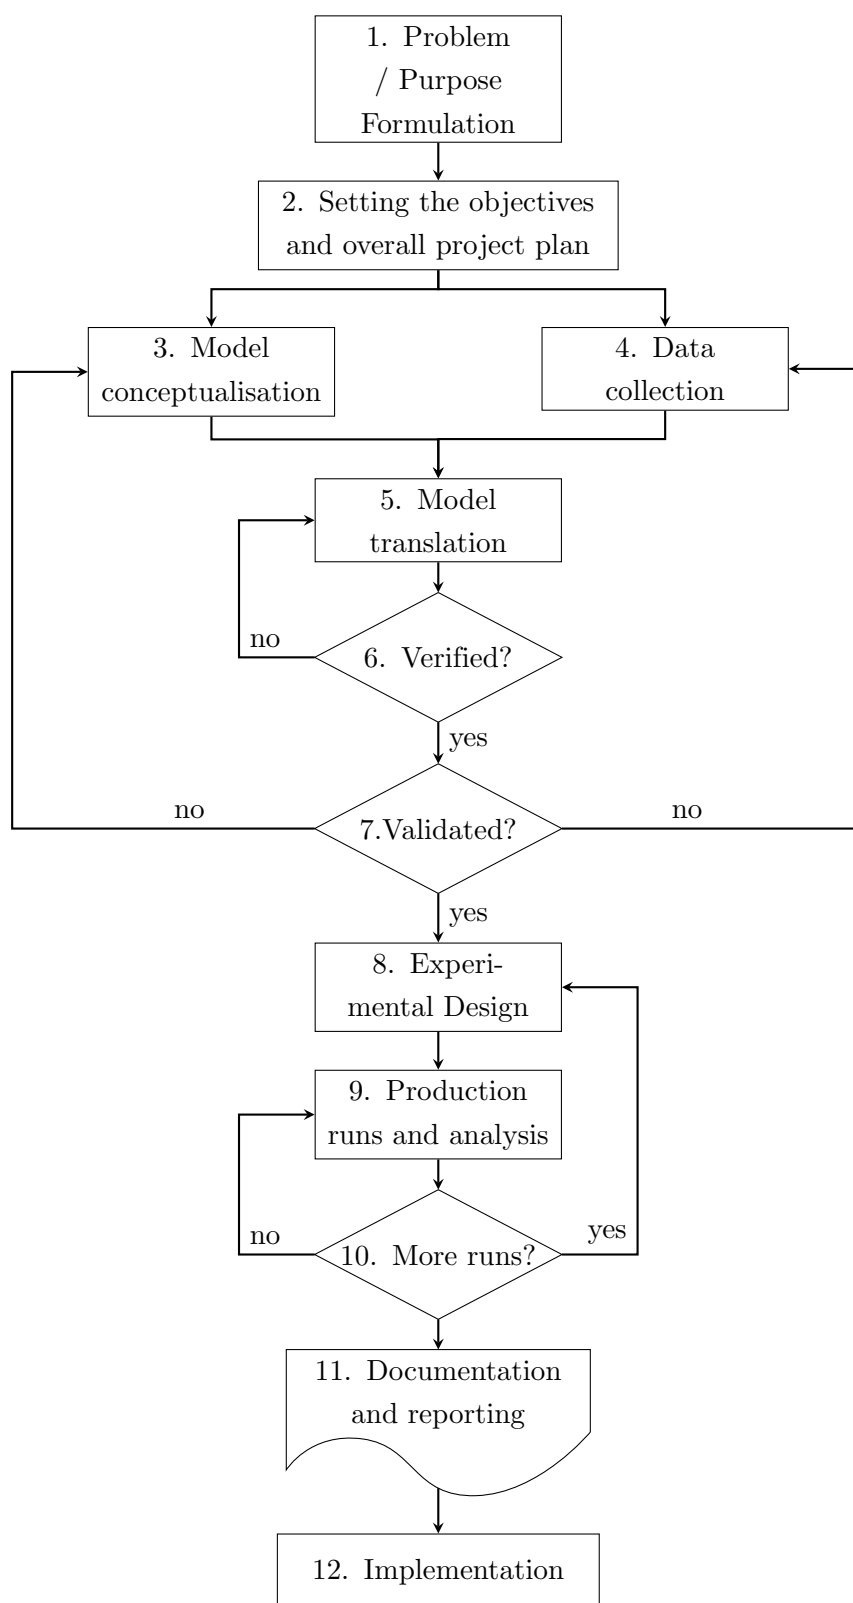 1. Problem
/ Purpose
Formulation
2. Setting the objectives
and overall project plan
3. Model
conceptualisation
4. Data
collection
5. Model
translation
no
6. Verified?
yes
no
7.Validated?
no
yes
8. Experi-
mental Design
9. Production
runs and analysis
no
10. More runs?
yes
11. Documentation
and reporting
12. Implementation